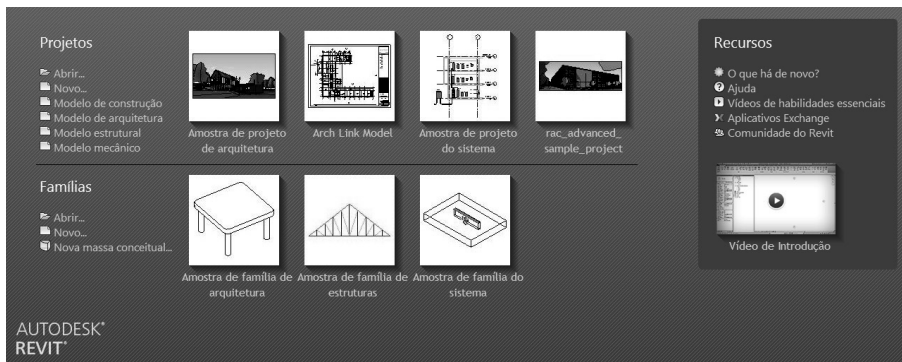 Projetos
Abrir...
Novo...
Modelo de construção
Modelo de arquitetura
Modelo estrutural
Modelo mecânico
Amostra de projeto
de arquitetura
Arch Link Model
Amostra de projeto
do sistema
rac_advanced_
sample_project
Famílias
Abrir...
Novo...
Nova massa conceitual...
Amostra de família de
arquitetura
Amostra de família de
estruturas
Amostra de família do
sistema
Recursos
O que há de novo?
Ajuda
Vídeos de habilidades essenciais
Aplicativos Exchange
Comunidade do Revit
Vídeo de Introdução
AUTODESK®
REVIT®